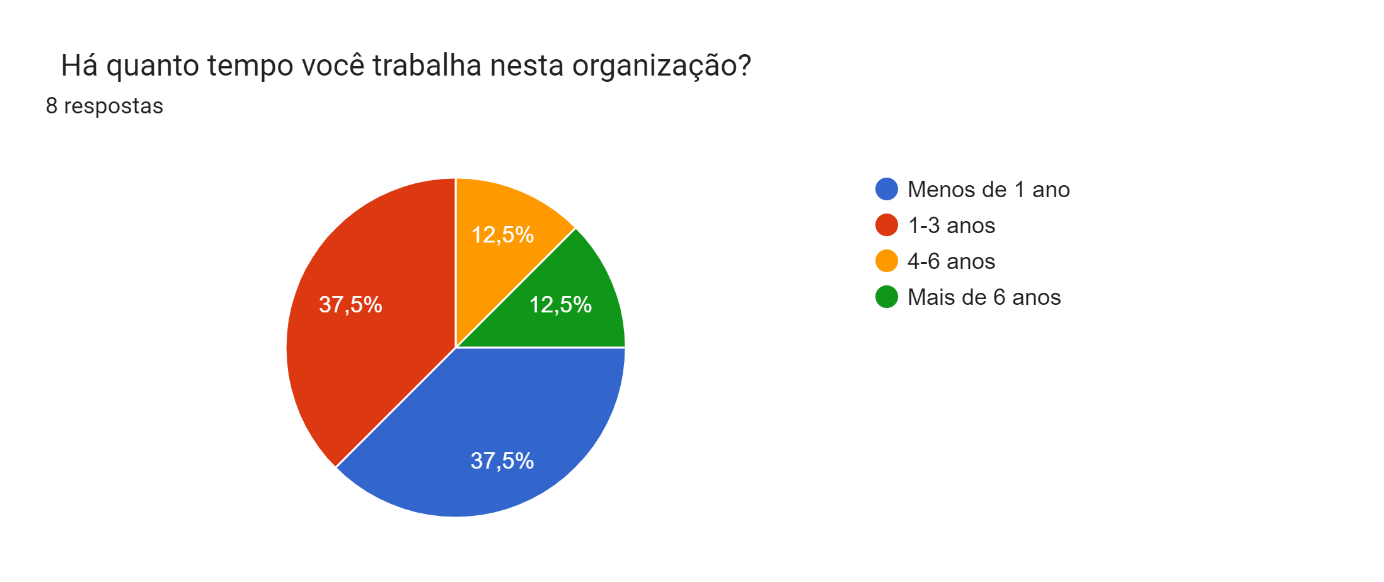 Há quanto tempo você trabalha nesta organização?
8 respostas
12,5%
12,5%
37,5%
37,5%
Menos de 1 ano
1-3 anos
4-6 anos
Mais de 6 anos